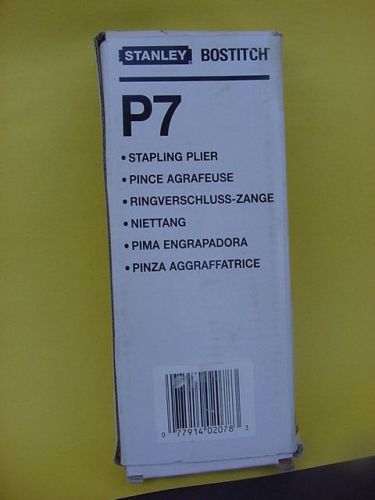 STANLEY BOSTITCH
P7
• STAPLING PLIER
• PINCE AGRAFEUSE
• RINGVERSCHLUSS-ZANGE
• NIETTANG
• PIMA ENGRAPADORA
• PINZA AGGRAFFATRICE
0 77914 02078 3